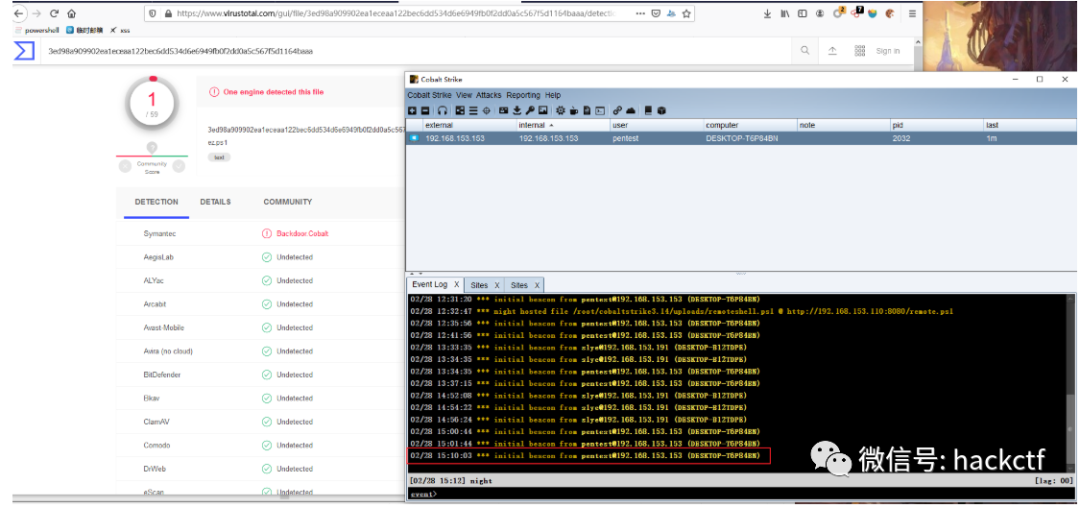 https://www.virustotal.com/gui/file/3ed98a909902ea1eceaa122bec6dd534d6e6949fb0f2dd0a5c567f5d1164baaa/detectic
powershell 临时邮箱 xss
3ed98a909902ea1eceaa122bec6dd534d6e6949fb0f2dd0a5c567f5d1164baaa
Sign in
1
/ 59
One engine detected this file
3ed98a909902ea1eceaa122bec6dd534d6e6949fb0f2dd0a5c567
ez.ps1
text
Community
Score
DETECTION DETAILS COMMUNITY
Symantec Backdoor.Cobalt
AegisLab Undetected
ALYac Undetected
Arcabit Undetected
Avast-Mobile Undetected
Avira (no cloud) Undetected
BitDefender Undetected
Bkav Undetected
ClamAV Undetected
Comodo Undetected
DrWeb Undetected
eScan Undetected
Cobalt Strike
Cobalt Strike View Attacks Reporting Help
external internal user computer note pid last
192.168.153.153 192.168.153.153 pentest DESKTOP-T6P84BN 2032 1m
Event Log X Sites X Sites X
02/28 12:31:20 *** initial beacon from pentest@192.168.153.153 (DESKTOP-T6P84BN)
02/28 12:32:47 *** night hosted file /root/cobaltstrike3.14/uploads/remoteshell.ps1 @ http://192.168.153.110:8080/remote.ps1
02/28 12:35:56 *** initial beacon from pentest@192.168.153.153 (DESKTOP-T6P84BN)
02/28 12:41:56 *** initial beacon from pentest@192.168.153.153 (DESKTOP-T6P84BN)
02/28 13:33:35 *** initial beacon from slye@192.168.153.191 (DESKTOP-H12TDPE)
02/28 13:34:35 *** initial beacon from slye@192.168.153.191 (DESKTOP-H12TDPE)
02/28 13:34:35 *** initial beacon from pentest@192.168.153.153 (DESKTOP-T6P84BN)
02/28 13:37:15 *** initial beacon from pentest@192.168.153.153 (DESKTOP-T6P84BN)
02/28 14:52:08 *** initial beacon from slye@192.168.153.191 (DESKTOP-H12TDPE)
02/28 14:54:22 *** initial beacon from slye@192.168.153.191 (DESKTOP-H12TDPE)
02/28 14:56:24 *** initial beacon from slye@192.168.153.191 (DESKTOP-H12TDPE)
02/28 15:00:44 *** initial beacon from pentest@192.168.153.153 (DESKTOP-T6P84BN)
02/28 15:01:44 *** initial beacon from pentest@192.168.153.153 (DESKTOP-T6P84BN)
02/28 15:10:03 *** initial beacon from pentest@192.168.153.153 (DESKTOP-T6P84BN)
[02/28 15:12] night [lag: 00]
event>
微信号: hackctf